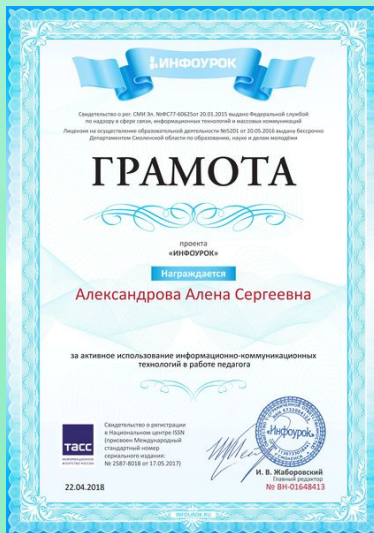 ИНФОУРОК
Свидетельство о рег. СМИ Эл. №ФС77-60625от 20.01.2015 выдано Федеральной службой
по надзору в сфере связи, информационных технологий и массовых коммуникаций
Лицензия на осуществление образовательной деятельности №5201 от 20.05.2016 выдана бессрочно
Департаментом Смоленской области по образованию, науке и делам молодёжи
ГРАМОТА
проекта
«ИНФОУРОК»
Награждается
Александрова Алена Сергеевна
за активное использование информационно-коммуникационных
технологий в работе педагога
Свидетельство о регистрации
в Национальном центре ISSN
(присвоен Международный
стандартный номер
сериального издания:
№ 2587-8018 от 17.05.2017)
ТАСС
«Инфоурок»
И. В. Жаборовский
Главный редактор
22.04.2018
№ ВН-01648413
INFOUROK.RU